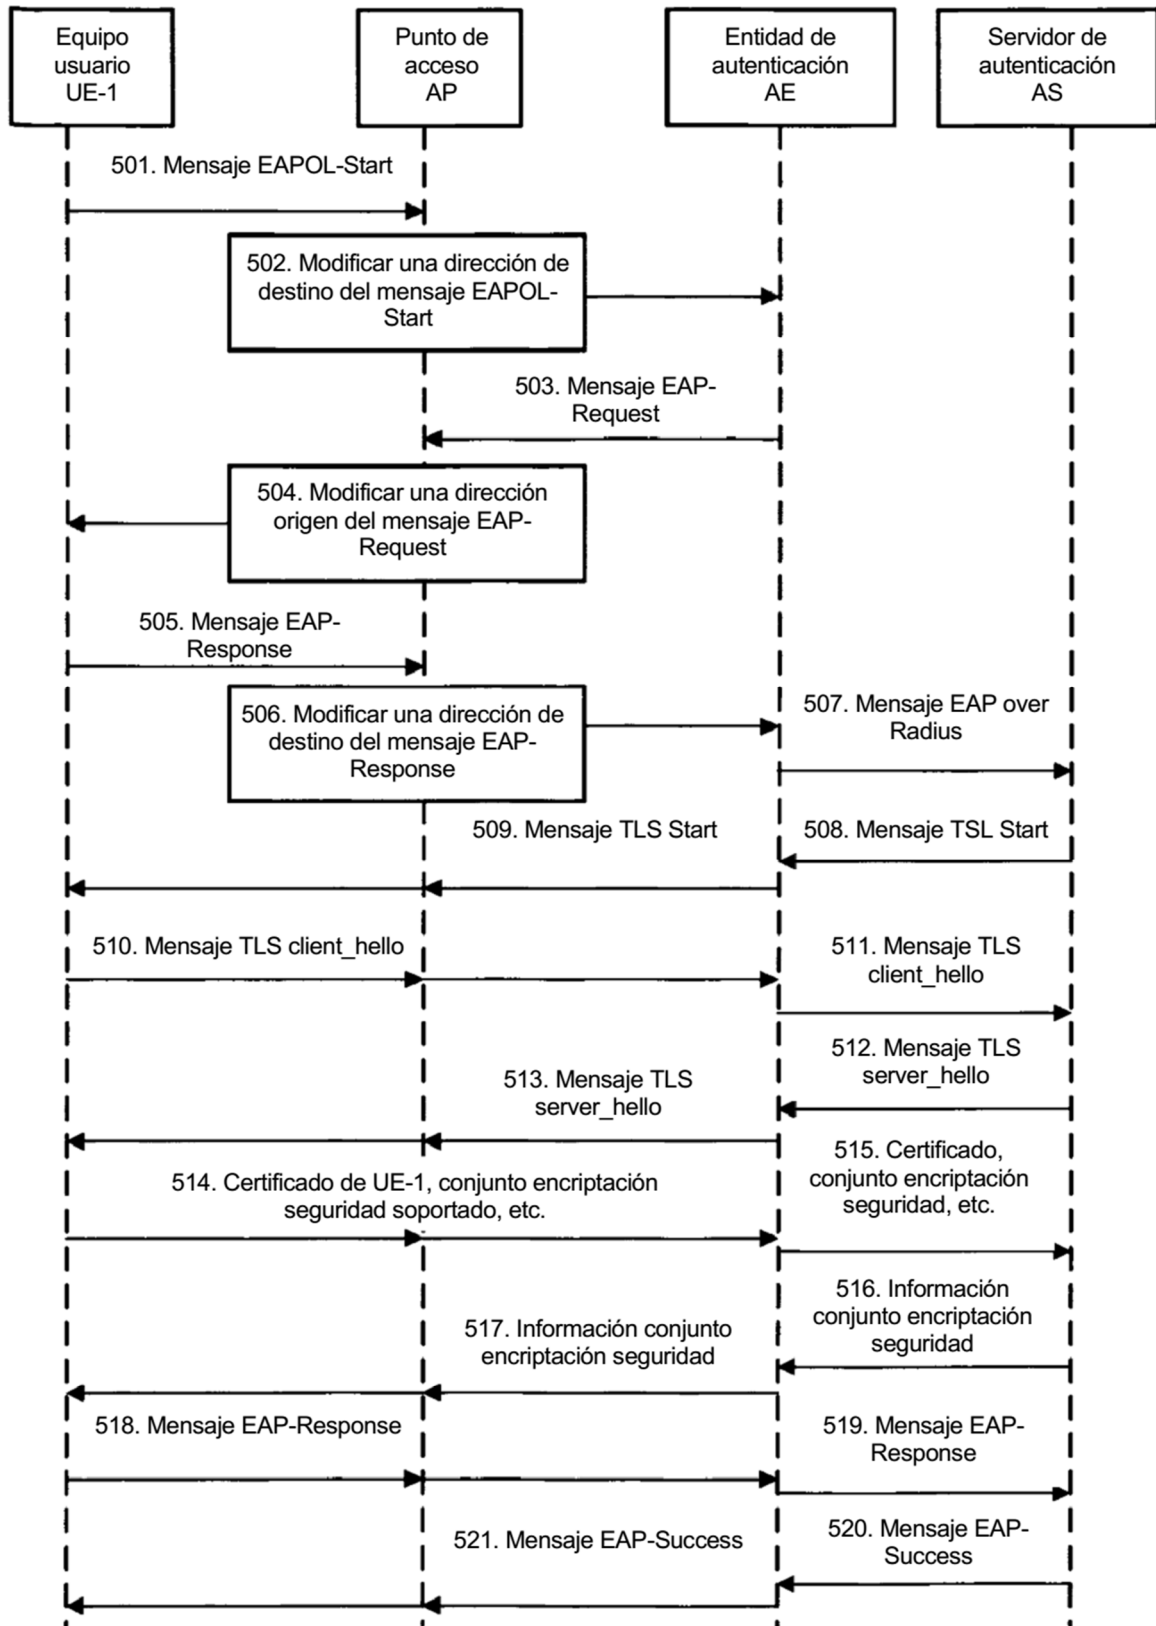 Equipo
usuario
UE-1
Punto de
acceso
AP
Entidad de
autenticación
AE
Servidor de
autenticación
AS
501. Mensaje EAPOL-Start
502. Modificar una dirección de
destino del mensaje EAPOL-
Start
503. Mensaje EAP-
Request
504. Modificar una dirección
origen del mensaje EAP-
Request
505. Mensaje EAP-
Response
506. Modificar una dirección de
destino del mensaje EAP-
Response
507. Mensaje EAP over
Radius
509. Mensaje TLS Start
508. Mensaje TSL Start
510. Mensaje TLS client_hello
511. Mensaje TLS
client_hello
512. Mensaje TLS
server_hello
513. Mensaje TLS
server_hello
514. Certificado de UE-1, conjunto encriptación
seguridad soportado, etc.
515. Certificado,
conjunto encriptación
seguridad, etc.
516. Información
conjunto encriptación
seguridad
517. Información conjunto
encriptación seguridad
518. Mensaje EAP-Response
519. Mensaje EAP-
Response
521. Mensaje EAP-Success
520. Mensaje EAP-
Success